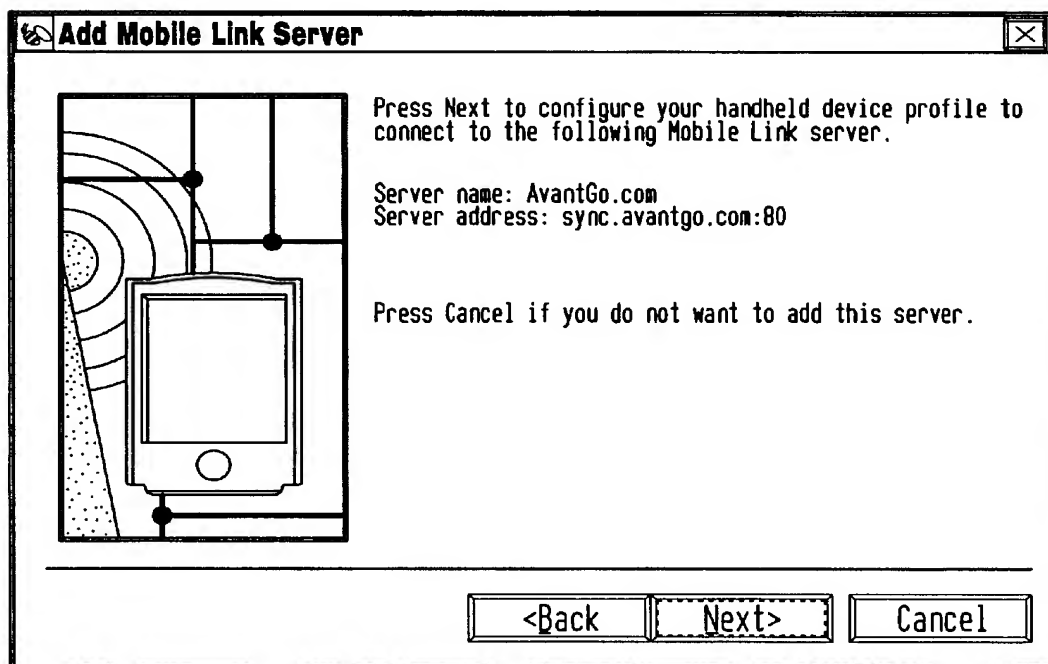 Add Mobile Link Server
Press Next to configure your handheld device profile to
connect to the following Mobile Link server.
Server name: AvantGo.com
Server address: sync.avantgo.com:80
Press Cancel if you do not want to add this server.
<Back
Next>
Cancel